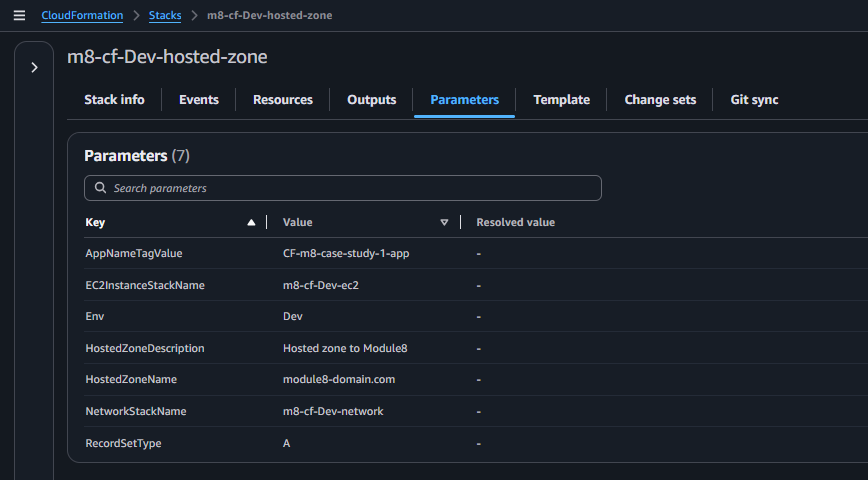 CloudFormation > Stacks > m8-cf-Dev-hosted-zone
m8-cf-Dev-hosted-zone
Stack info Events Resources Outputs Parameters Template Change sets Git sync
Parameters (7)
Search parameters
Key Value Resolved value
AppNameTagValue CF-m8-case-study-1-app -
EC2InstanceStackName m8-cf-Dev-ec2 -
Env Dev -
HostedZoneDescription Hosted zone to Module8 -
HostedZoneName module8-domain.com -
NetworkStackName m8-cf-Dev-network -
RecordSetType A -